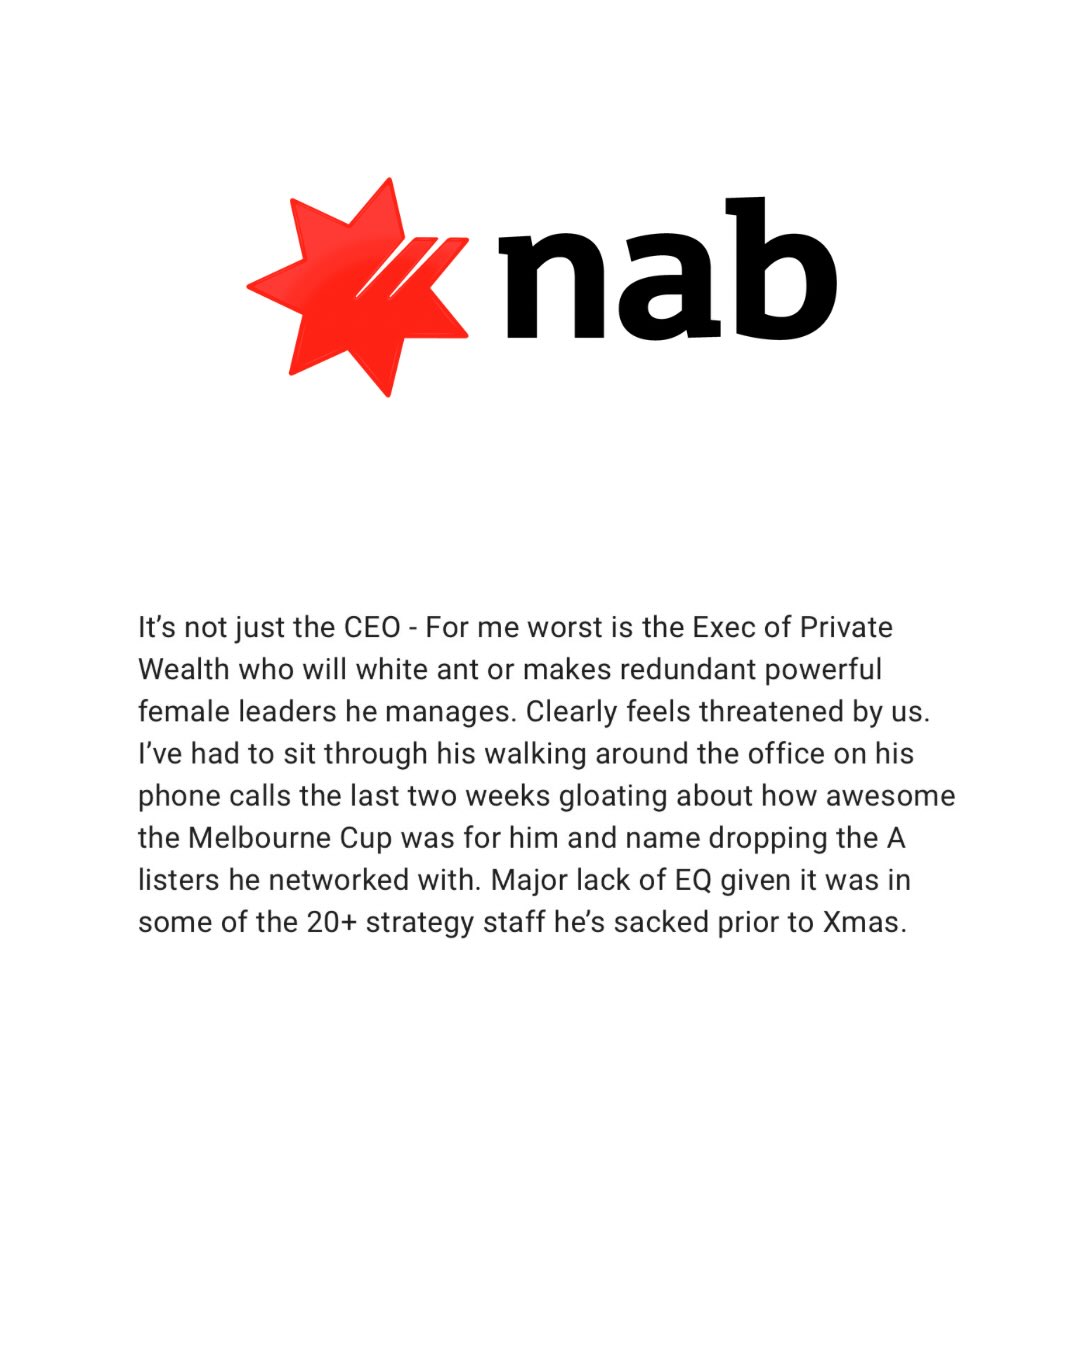 nab
It’s not just the CEO - For me worst is the Exec of Private
Wealth who will white ant or makes redundant powerful
female leaders he manages. Clearly feels threatened by us.
I’ve had to sit through his walking around the office on his
phone calls the last two weeks gloating about how awesome
the Melbourne Cup was for him and name dropping the A
listers he networked with. Major lack of EQ given it was in
some of the 20+ strategy staff he’s sacked prior to Xmas.